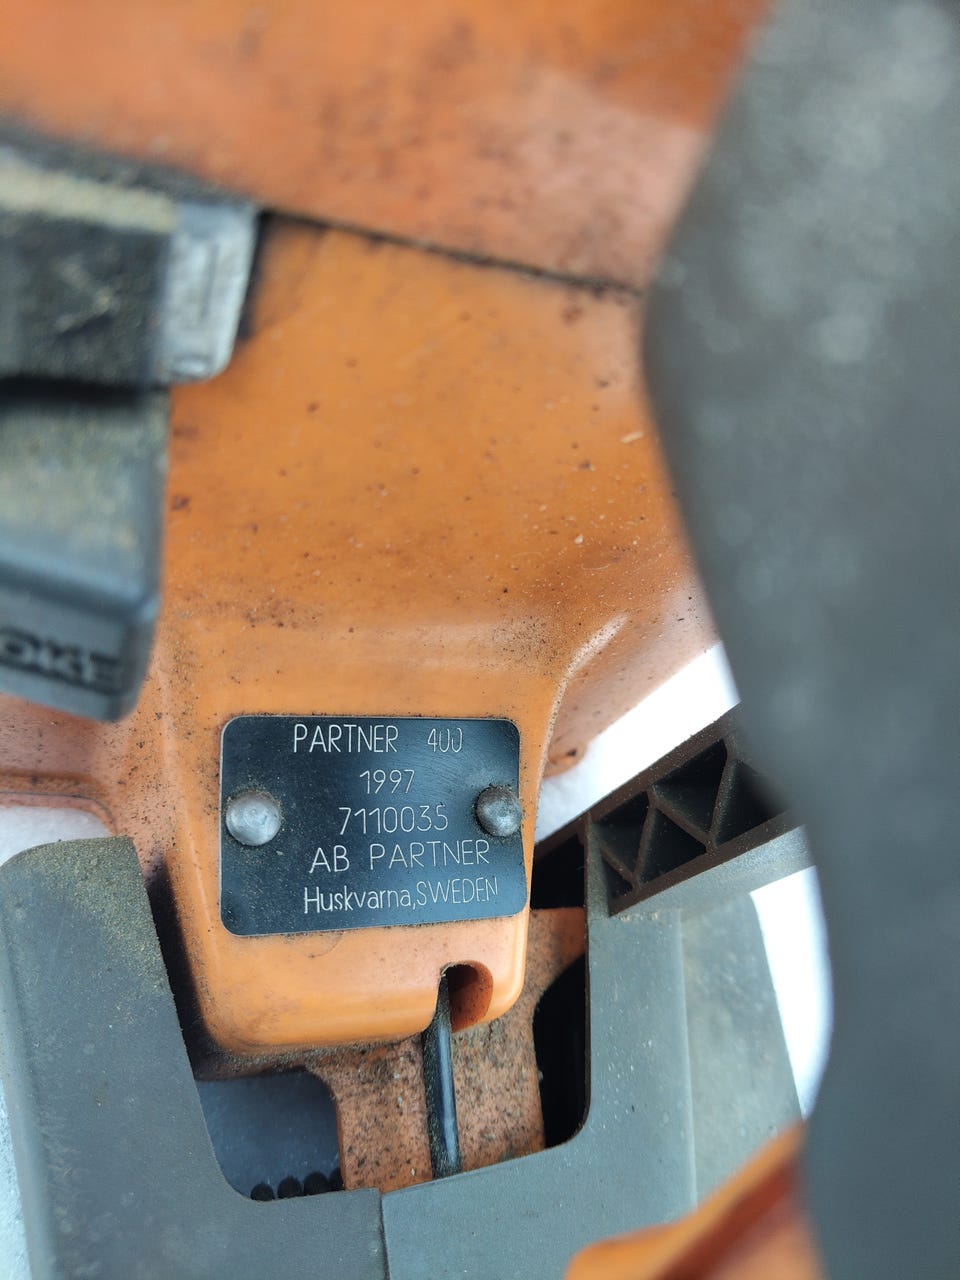 PARTNER 400
1997
7110035
AB PARTNER
Huskvarna,SWEDEN